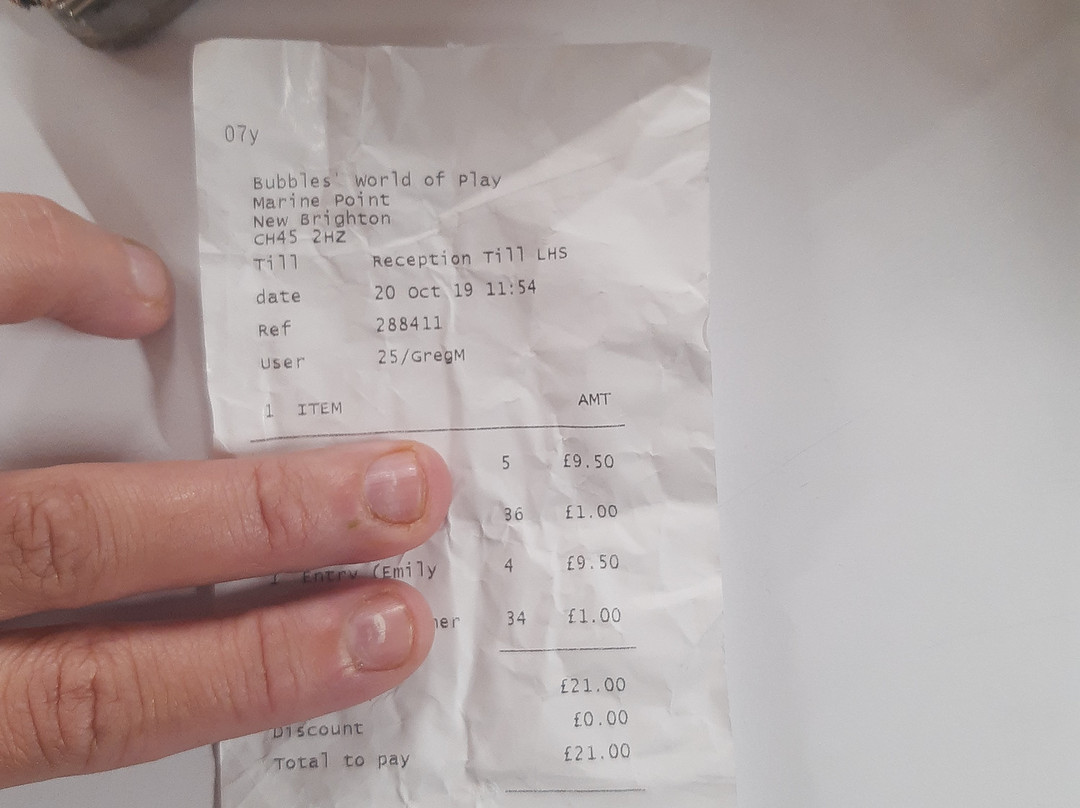 07y
Bubbles' World of Play
Marine Point
New Brighton
CH45 2HZ
Till Reception Till LHS
date 20 Oct 19 11:54
Ref 288411
User 25/GregM
1 ITEM AMT
5 £9.50
36 £1.00
1 Entry (Emily 4 £9.50
34 £1.00
£21.00
Discount £0.00
Total to pay £21.00